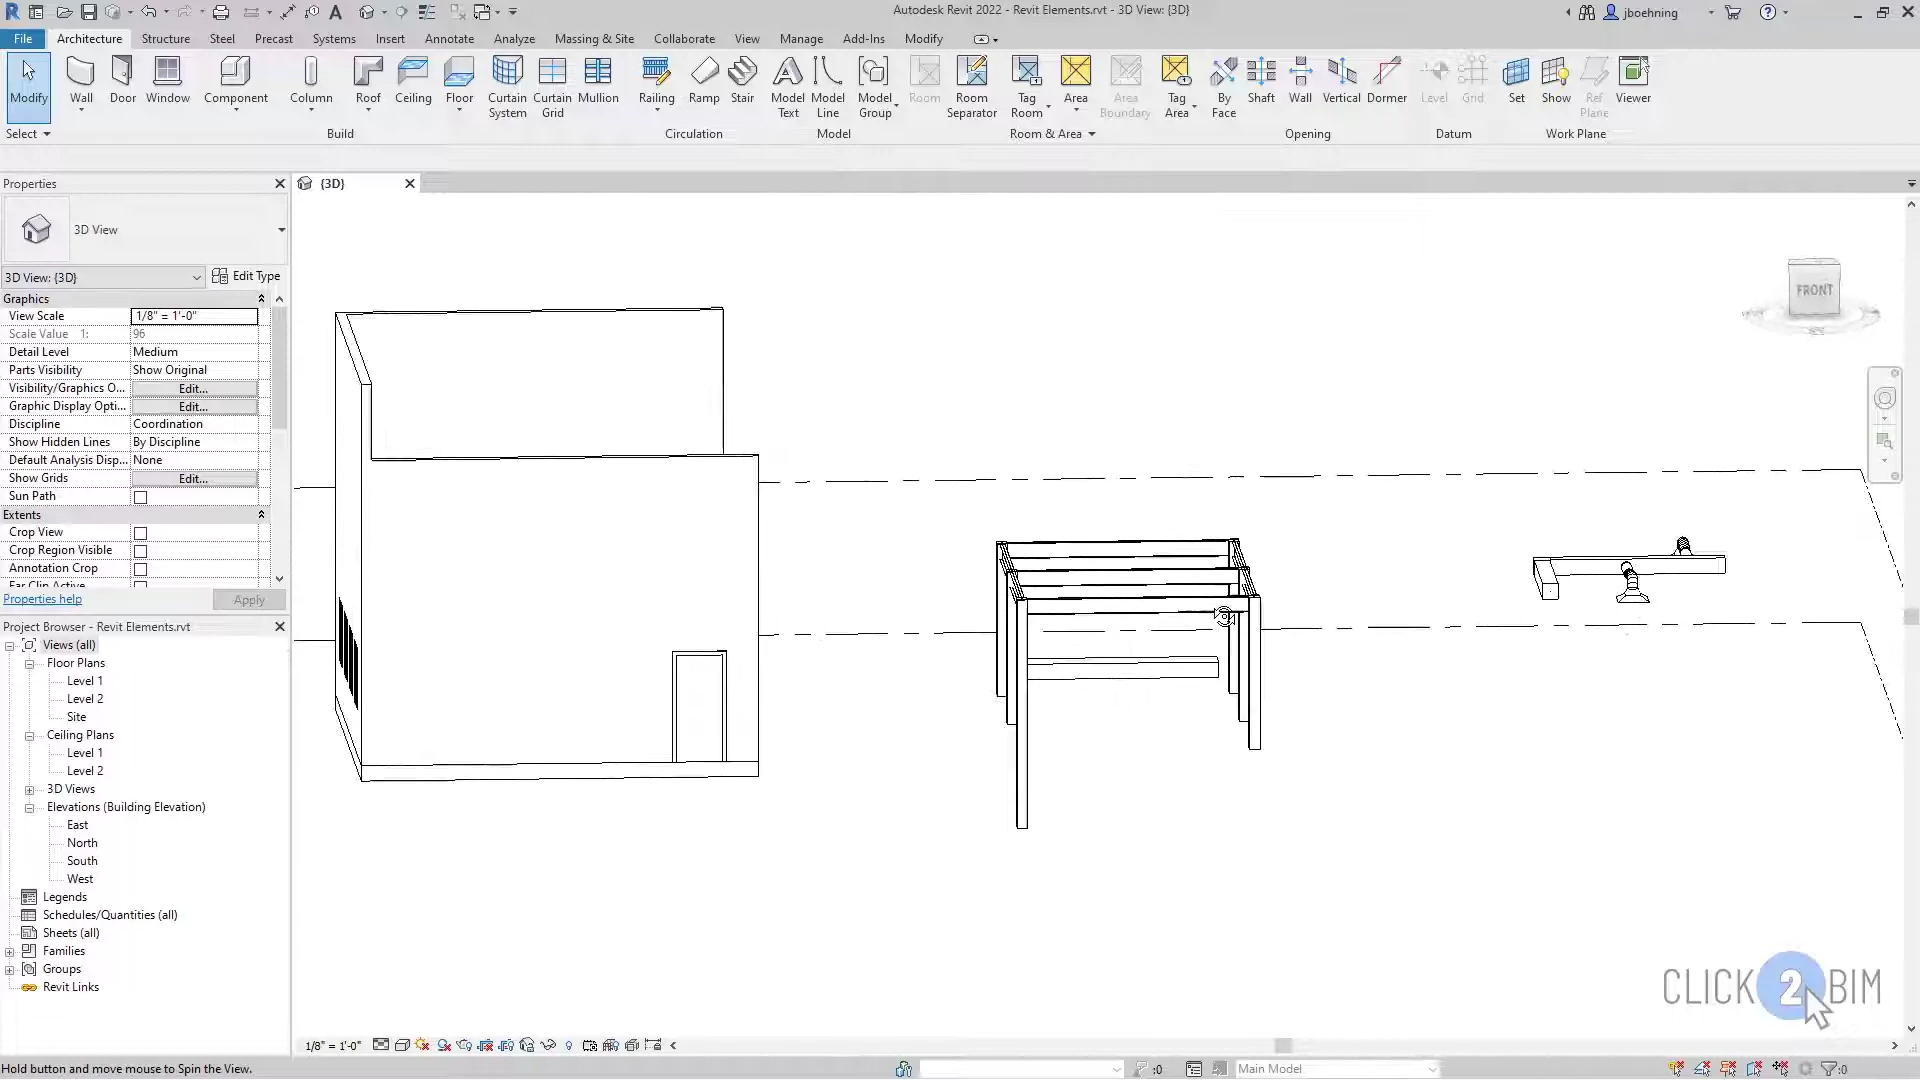 Autodesk Revit 2022 - Revit Elements.rvt - 3D View: {3D}
jboehning
File Architecture Structure Steel Precast Systems Insert Annotate Analyze Massing & Site Collaborate View Manage Add-Ins Modify
Modify Wall Door Window Component Column Roof Ceiling Floor Curtain System Curtain Grid Mullion Railing Ramp Stair Model Text Model Line Model Group Room Room Separator Tag Room Area Area Boundary Tag Area By Face Shaft Wall Vertical Dormer Level Grid Set Show Ref Plane Viewer
Select Build Circulation Model Room & Area Opening Datum Work Plane
Properties
{3D}
3D View
3D View: {3D}
Edit Type
Graphics
View Scale 1/8" = 1'-0"
Scale Value 1: 96
Detail Level Medium
Parts Visibility Show Original
Visibility/Graphics O... Edit...
Graphic Display Opti... Edit...
Discipline Coordination
Show Hidden Lines By Discipline
Default Analysis Disp... None
Show Grids Edit...
Sun Path
Extents
Crop View
Crop Region Visible
Annotation Crop
Far Clip Active
Properties help
Apply
Project Browser - Revit Elements.rvt
Views (all)
Floor Plans
Level 1
Level 2
Site
Ceiling Plans
Level 1
Level 2
3D Views
Elevations (Building Elevation)
East
North
South
West
Legends
Schedules/Quantities (all)
Sheets (all)
Families
Groups
Revit Links
FRONT
CLICK 2 BIM
1/8" = 1'-0"
Hold button and move mouse to Spin the View.
:0
Main Model
:0